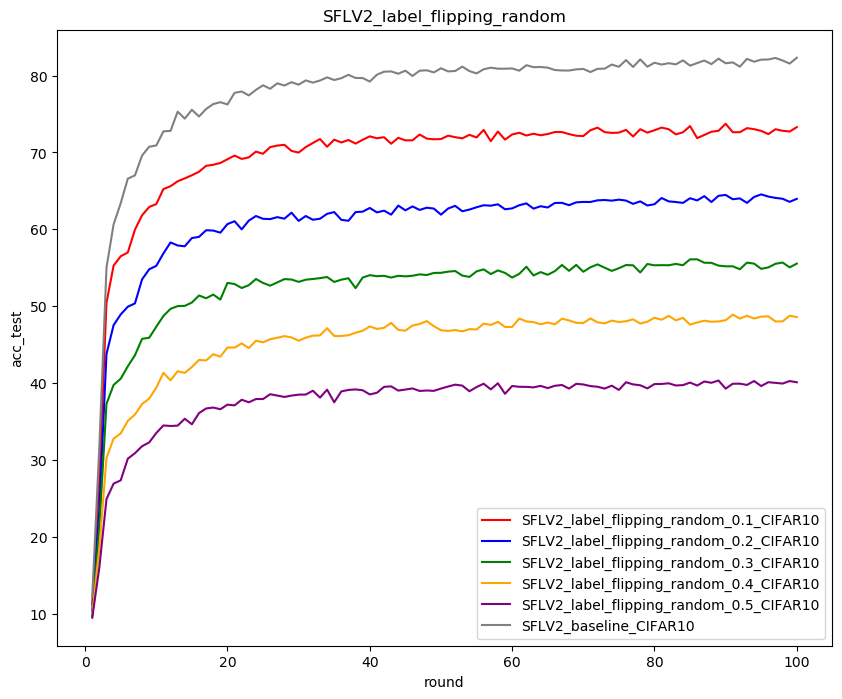 SFLV2_label_flipping_random
acc_test
80
70
60
50
40
30
20
10
0 20 40 60 80 100
round
SFLV2_label_flipping_random_0.1_CIFAR10
SFLV2_label_flipping_random_0.2_CIFAR10
SFLV2_label_flipping_random_0.3_CIFAR10
SFLV2_label_flipping_random_0.4_CIFAR10
SFLV2_label_flipping_random_0.5_CIFAR10
SFLV2_baseline_CIFAR10